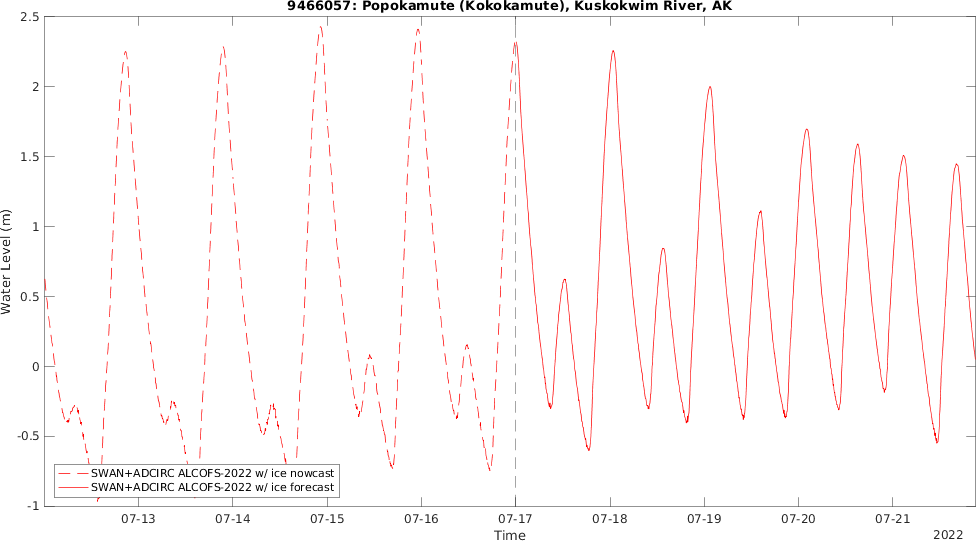 9466057: Popokamute (Kokokamute), Kuskokwim River, AK
2.5
2
1.5
1
0.5
0
-0.5
-1
Water Level (m)
SWAN+ADCIRC ALCOFS-2022 w/ ice nowcast
SWAN+ADCIRC ALCOFS-2022 w/ ice forecast
07-13 07-14 07-15 07-16 07-17 07-18 07-19 07-20 07-21
Time
2022